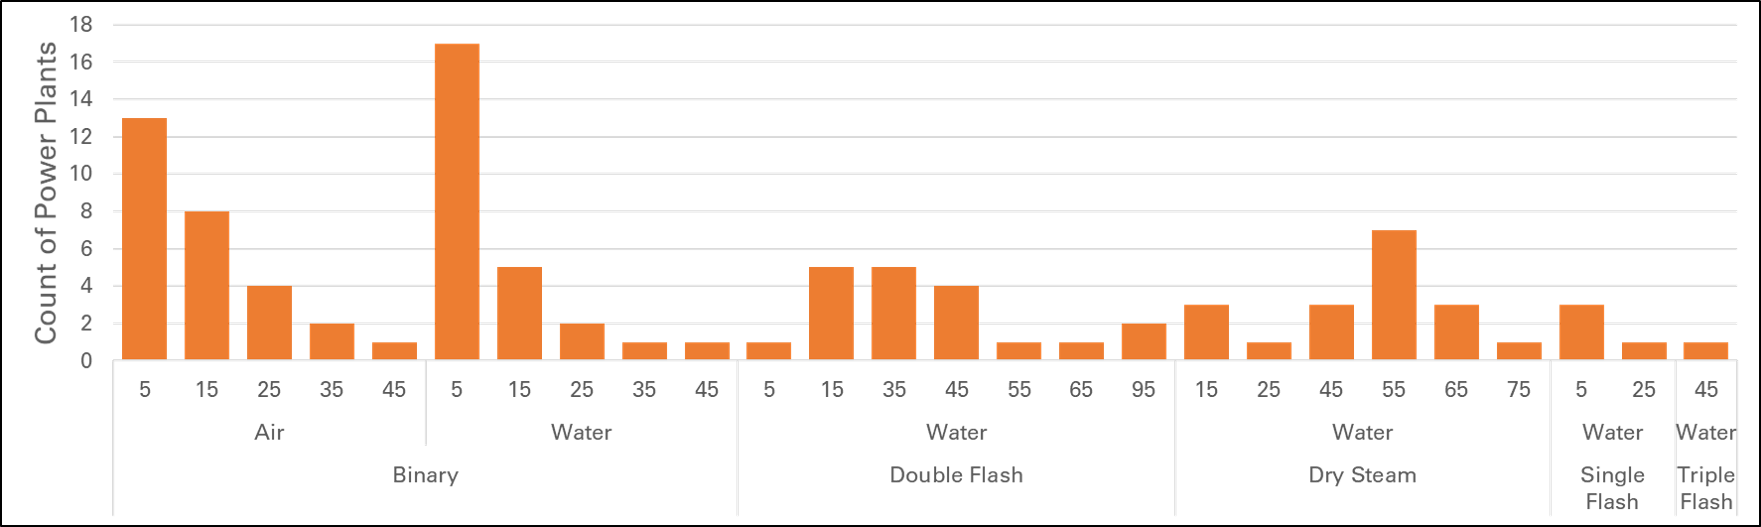 Count of Power Plants
18
16
14
12
10
8
6
4
2
0
5 15 25 35 45 5 15 25 35 45 5 15 35 45 55 65 95 15 25 45 55 65 75 5 25 45
Air Water Water Water Water Water
Binary Double Flash Dry Steam Single Triple
Flash Flash